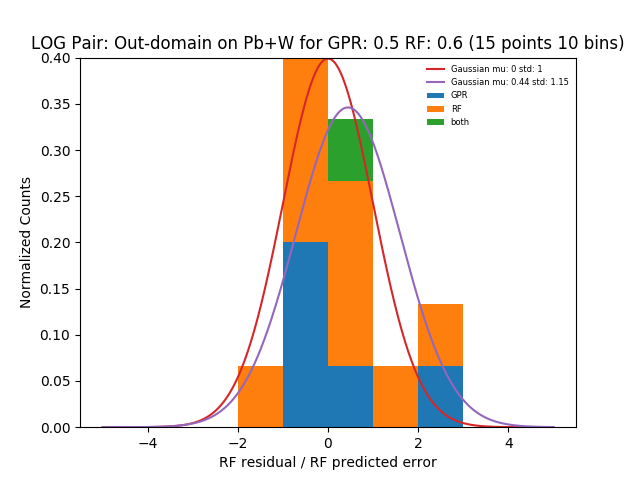 LOG Pair: Out-domain on Pb+W for GPR: 0.5 RF: 0.6 (15 points 10 bins)
Gaussian mu: 0 std: 1
Gaussian mu: 0.44 std: 1.15
GPR
RF
both
Normalized Counts
0.40
0.35
0.30
0.25
0.20
0.15
0.10
0.05
0.00
−4 −2 0 2 4
RF residual / RF predicted error